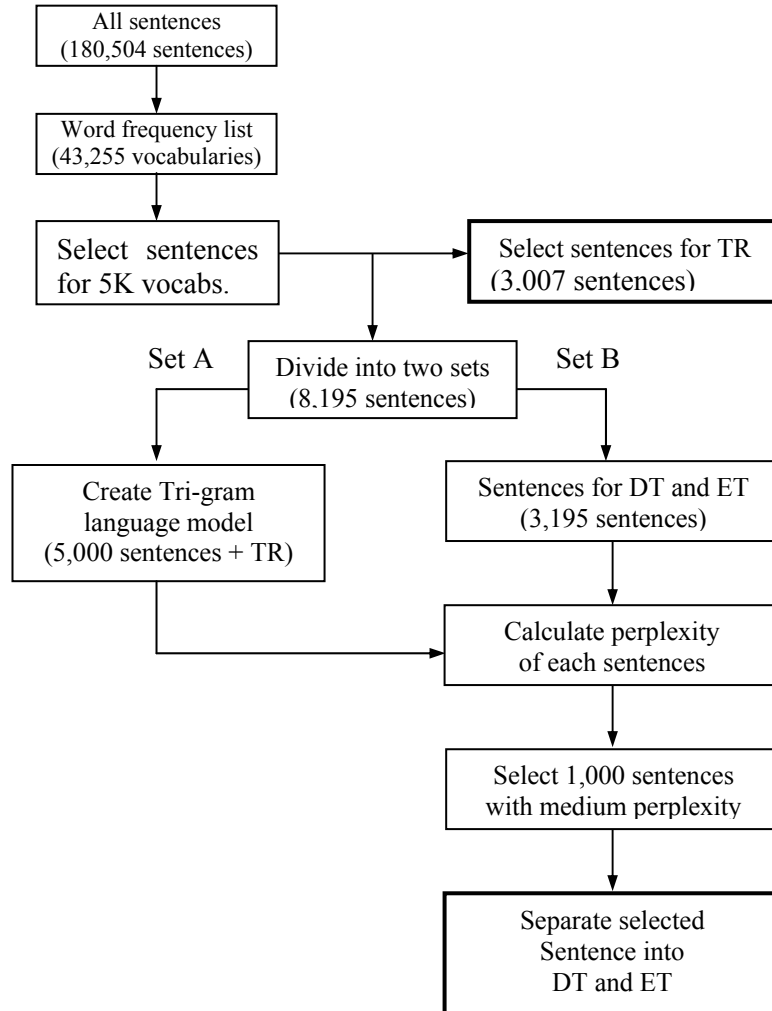 All sentences
(180,504 sentences)
Word frequency list
(43,255 vocabularies)
Select sentences
for 5K vocabs.
Select sentences for TR
(3,007 sentences)
Set A
Divide into two sets
(8,195 sentences)
Set B
Create Tri-gram
language model
(5,000 sentences + TR)
Sentences for DT and ET
(3,195 sentences)
Calculate perplexity
of each sentences
Select 1,000 sentences
with medium perplexity
Separate selected
Sentence into
DT and ET